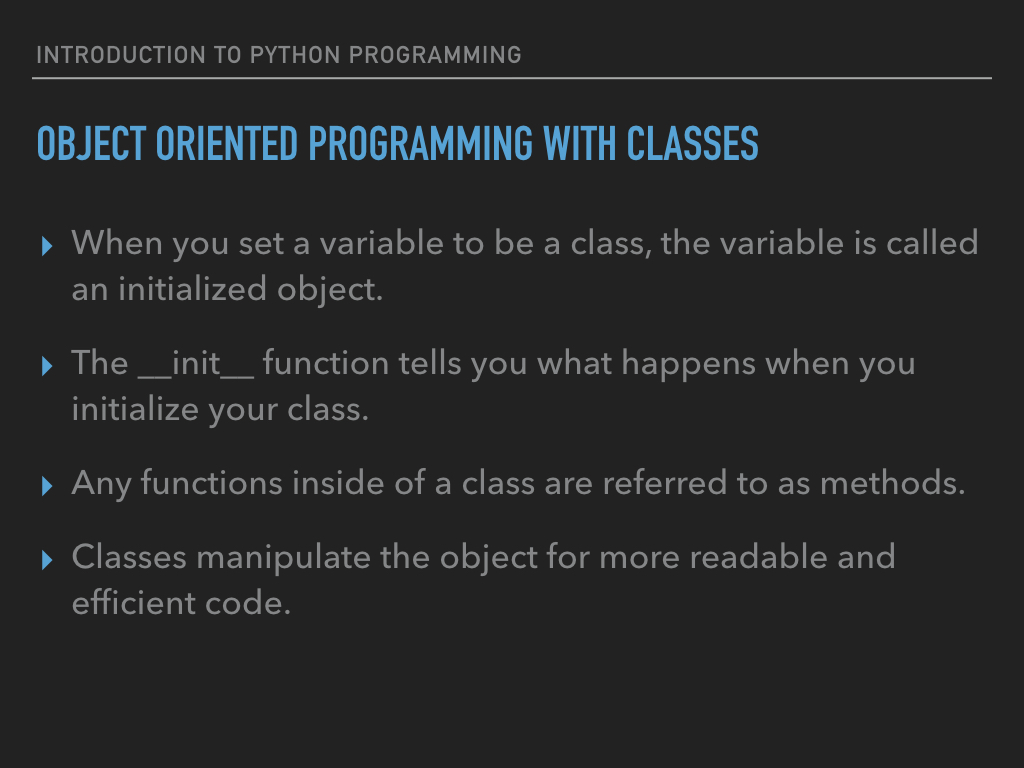 INTRODUCTION TO PYTHON PROGRAMMING
OBJECT ORIENTED PROGRAMMING WITH CLASSES
When you set a variable to be a class, the variable is called
an initialized object.
The __init__ function tells you what happens when you
initialize your class.
Any functions inside of a class are referred to as methods.
Classes manipulate the object for more readable and
efficient code.